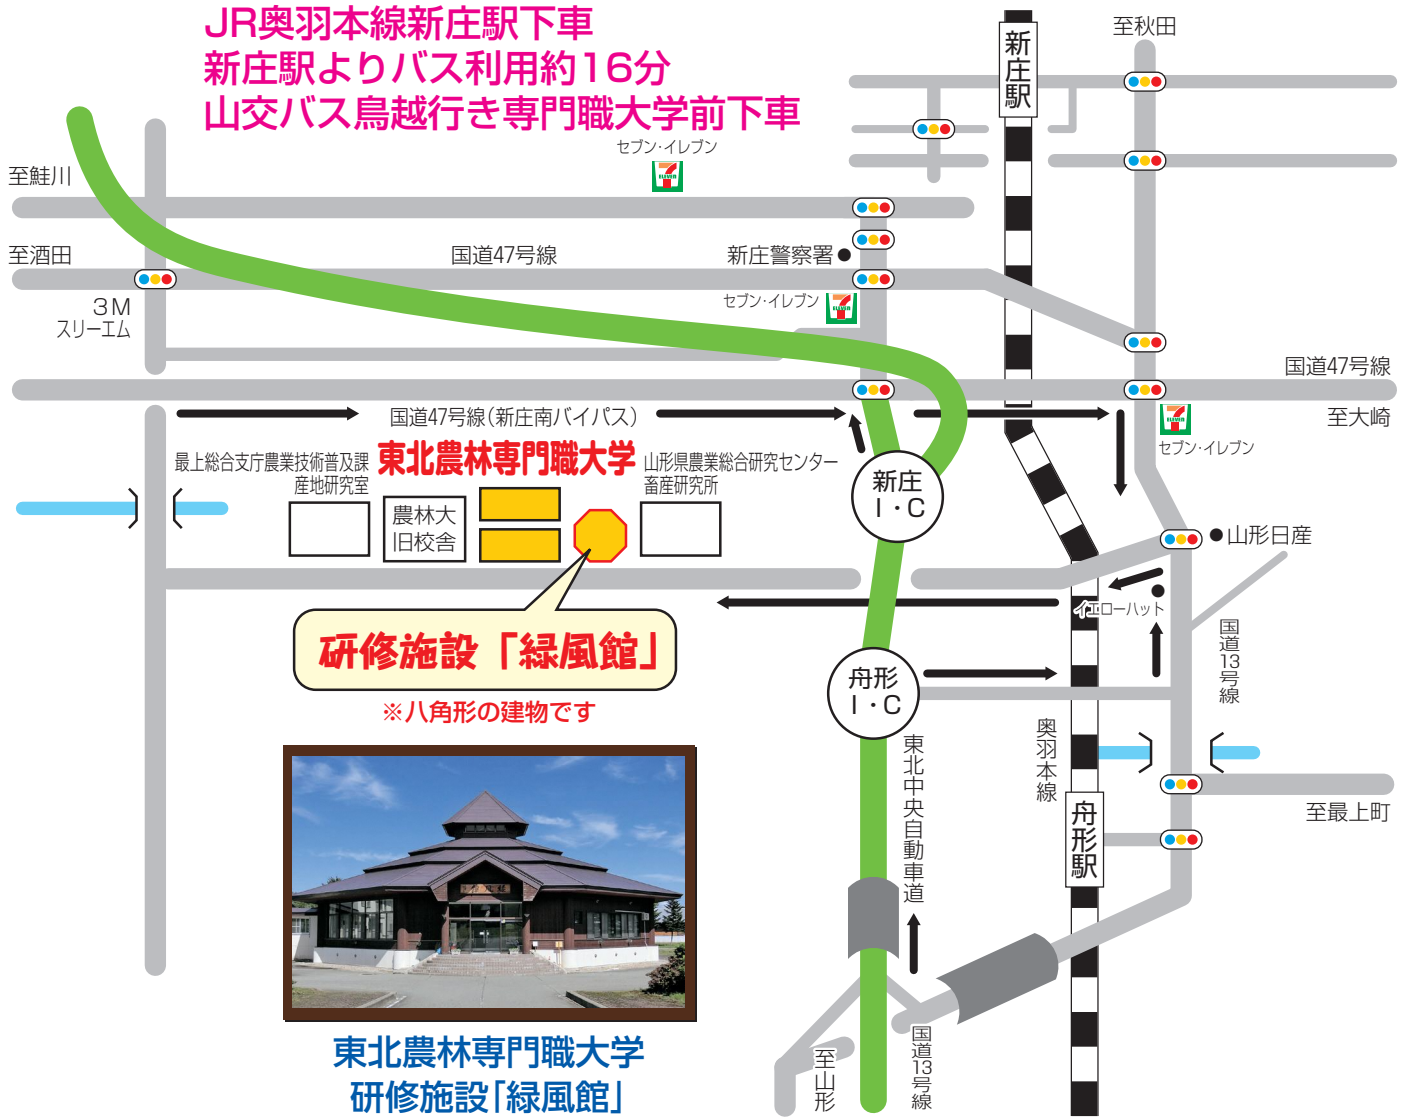 JR奥羽本線新庄駅下車
新庄駅よりバス利用約16分
山交バス鳥越行き専門職大学前下車
新庄駅
至秋田
セブン-イレブン
ELEVEN
至鮭川
至酒田
国道47号線
新庄警察署
セブン-イレブン
3M
スリーエム
国道47号線
至大崎
国道47号線(新庄南バイパス)
ELEVEN
セブン-イレブン
最上総合支庁農業技術普及課
産地研究室
東北農林専門職大学
山形県農業総合研究センター
畜産研究所
農林大
旧校舎
新庄
I・C
山形日産
イエローハット
研修施設「緑風館」
※八角形の建物です
舟形
I・C
国道13号線
東北中央自動車道
奥羽本線
舟形駅
至最上町
国道13号線
至山形
東北農林専門職大学
研修施設「緑風館」